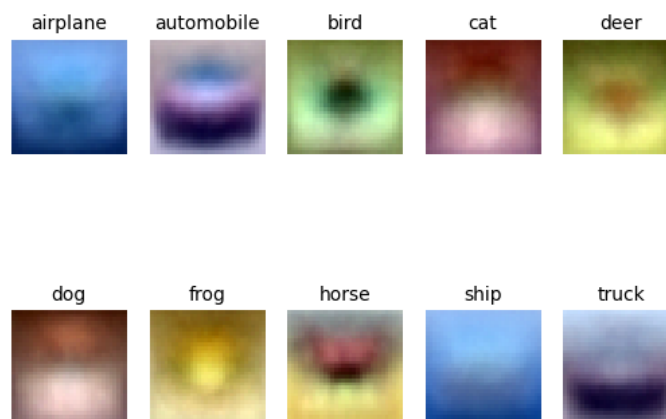 airplane automobile bird cat deer
dog frog horse ship truck